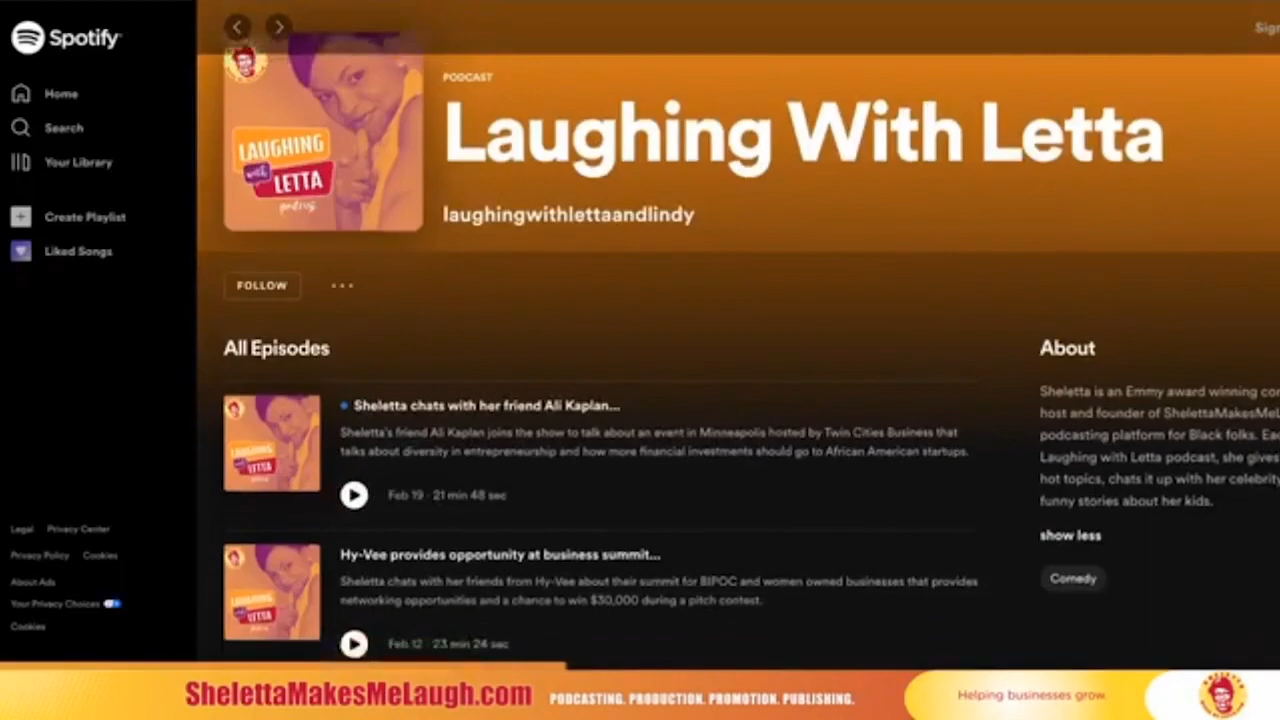 Spotify
Home
Search
Your Library
Create Playlist
Liked Songs
Legal Privacy Center
Privacy Policy Cookies
About Ads
Your Privacy Choices
Cookies
Sign
LAUGHING
with
LETTA
PODCAST
Laughing With Letta
laughingwithlettaandlindy
FOLLOW
All Episodes
Sheletta chats with her friend Ali Kaplan...
Sheletta's friend Ali Kaplan joins the show to talk about an event in Minneapolis hosted by Twin Cities Business that
talks about diversity in entrepreneurship and how more financial investments should go to African American startups.
Feb 19 · 21 min 48 sec
Hy-Vee provides opportunity at business summit...
Sheletta chats with her friends from Hy-Vee about their summit for BIPOC and women owned businesses that provides
networking opportunities and a chance to win $30,000 during a pitch contest.
Feb 12 · 23 min 24 sec
About
Sheletta is an Emmy award winning co
host and founder of ShelettaMakesMeL
podcasting platform for Black folks. Ea
Laughing with Letta podcast, she gives
hot topics, chats it up with her celebrity
funny stories about her kids.
show less
Comedy
ShelettaMakesMeLaugh.com
PODCASTING. PRODUCTION. PROMOTION. PUBLISHING.
Helping businesses grow.